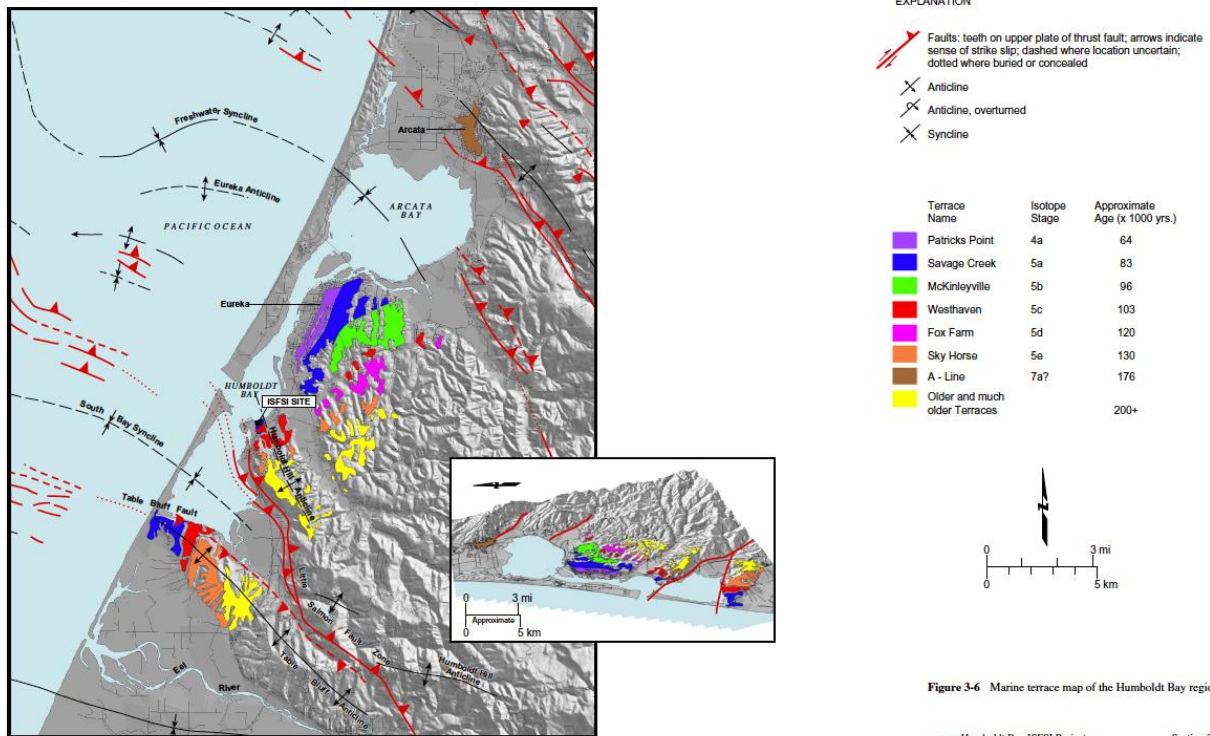 EXPLANATION
Faults: teeth on upper plate of thrust fault; arrows indicate
sense of strike slip; dashed where location uncertain;
dotted where buried or concealed
Anticline
Anticline, overturned
Syncline
Terrace Name
Isotope Stage
Approximate Age (x 1000 yrs.)
Patricks Point 4a 64
Savage Creek 5a 83
McKinleyville 5b 96
Westhaven 5c 103
Fox Farm 5d 120
Sky Horse 5e 130
A - Line 7a? 176
Older and much
older Terraces 200+
Freshwater Syncline
Eureka Anticline
PACIFIC OCEAN
Arcata
ARCATA
BAY
Eureka
HUMBOLDT
BAY
ISFSI SITE
South Bay Syncline
Humboldt Hill Anticline
Table Bluff Fault
Little Salmon Fault Zone
Humboldt Hill
Anticline
Table Bluff Anticline
Eel River
0 3 mi
Approximate
0 5 km
N
0 3 mi
0 5 km
Figure 3-6 Marine terrace map of the Humboldt Bay regio